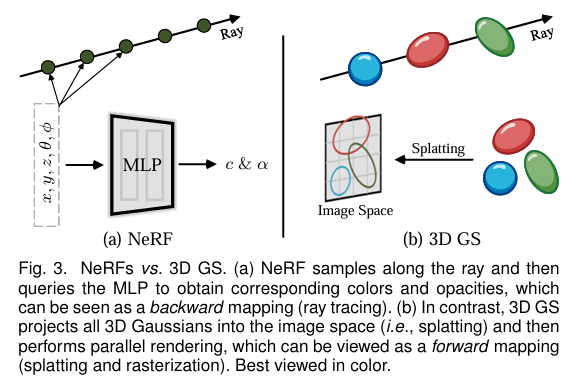 Ray
x, y, z, θ, ϕ
MLP
c & α
(a) NeRF
Ray
Splatting
Image Space
(b) 3D GS
Fig. 3. NeRFs vs. 3D GS. (a) NeRF samples along the ray and then
queries the MLP to obtain corresponding colors and opacities, which
can be seen as a backward mapping (ray tracing). (b) In contrast, 3D GS
projects all 3D Gaussians into the image space (i.e., splatting) and then
performs parallel rendering, which can be viewed as a forward mapping
(splatting and rasterization). Best viewed in color.